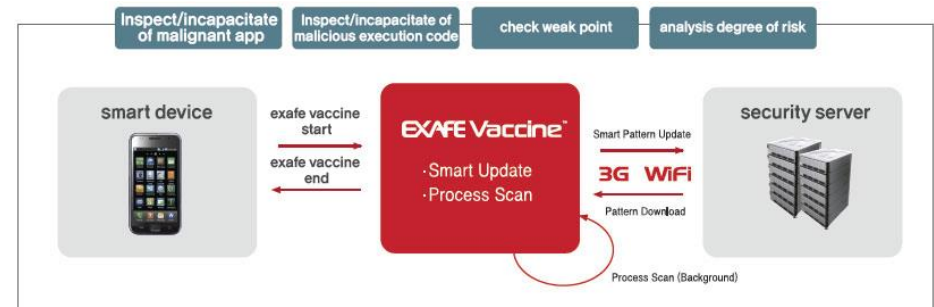 Inspect/incapacitate
of malignant app
Inspect/incapacitate of
malicious execution code
check weak point
analysis degree of risk
smart device
exafe vaccine
start
exafe vaccine
end
EXAFE Vaccine™
·Smart Update
·Process Scan
Smart Pattern Update
3G WiFi
Pattern Download
Process Scan (Background)
security server